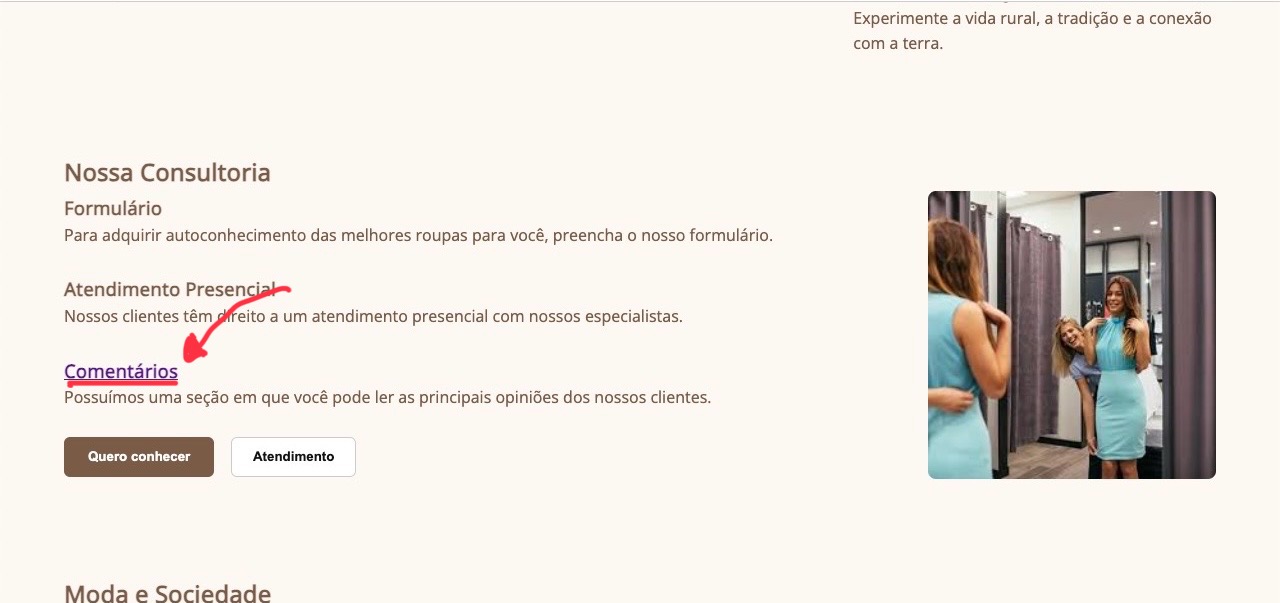 Experimente a vida rural, a tradição e a conexão
com a terra.
Nossa Consultoria
Formulário
Para adquirir autoconhecimento das melhores roupas para você, preencha o nosso formulário.
Atendimento Presencial
Nossos clientes têm direito a um atendimento presencial com nossos especialistas.
Comentários
Possuímos uma seção em que você pode ler as principais opiniões dos nossos clientes.
Quero conhecer
Atendimento
Moda e Sociedade